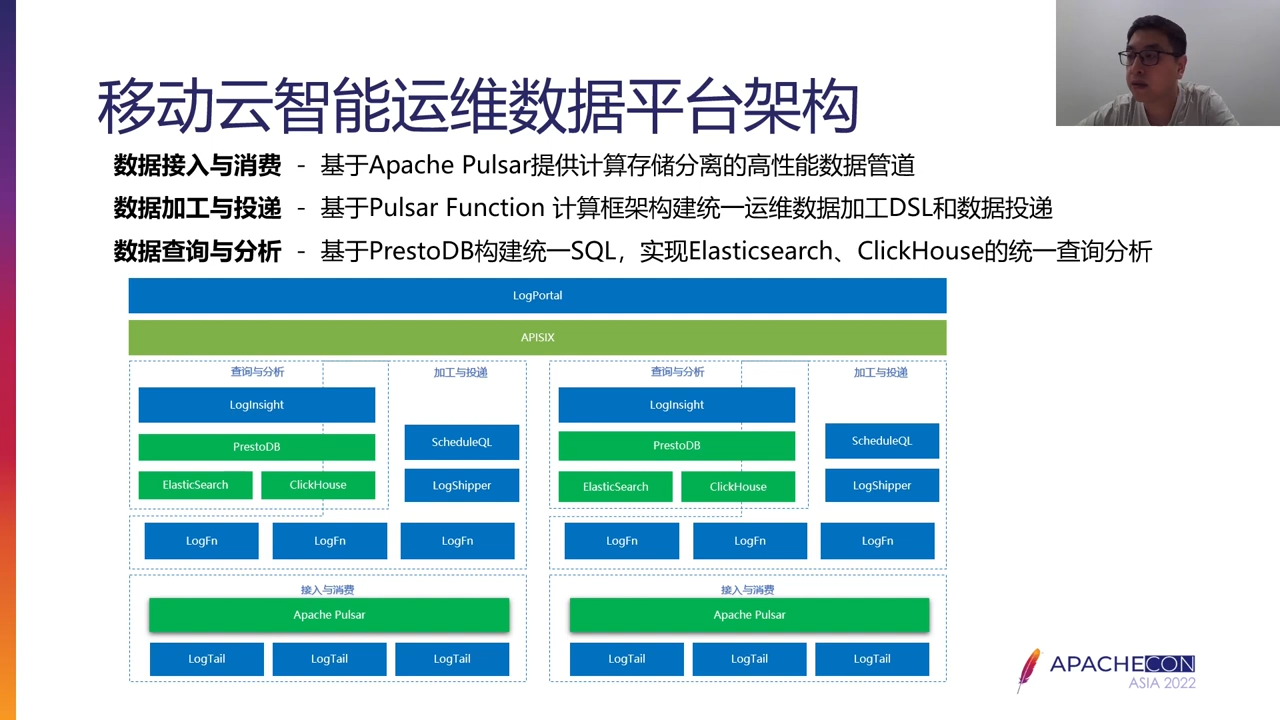 移动云智能运维数据平台架构
数据接入与消费 - 基于Apache Pulsar提供计算存储分离的高性能数据管道
数据加工与投递 - 基于Pulsar Function 计算框架构建统一运维数据加工DSL和数据投递
数据查询与分析 - 基于PrestoDB构建统一SQL，实现Elasticsearch、ClickHouse的统一查询分析
LogPortal
APISIX
查询与分析
加工与投递
LogInsight
PrestoDB
ScheduleQL
ElasticSearch
ClickHouse
LogShipper
LogFn
LogFn
LogFn
接入与消费
Apache Pulsar
LogTail
LogTail
LogTail
查询与分析
加工与投递
LogInsight
PrestoDB
ScheduleQL
ElasticSearch
ClickHouse
LogShipper
LogFn
LogFn
LogFn
接入与消费
Apache Pulsar
LogTail
LogTail
LogTail
APACHECON
ASIA 2022